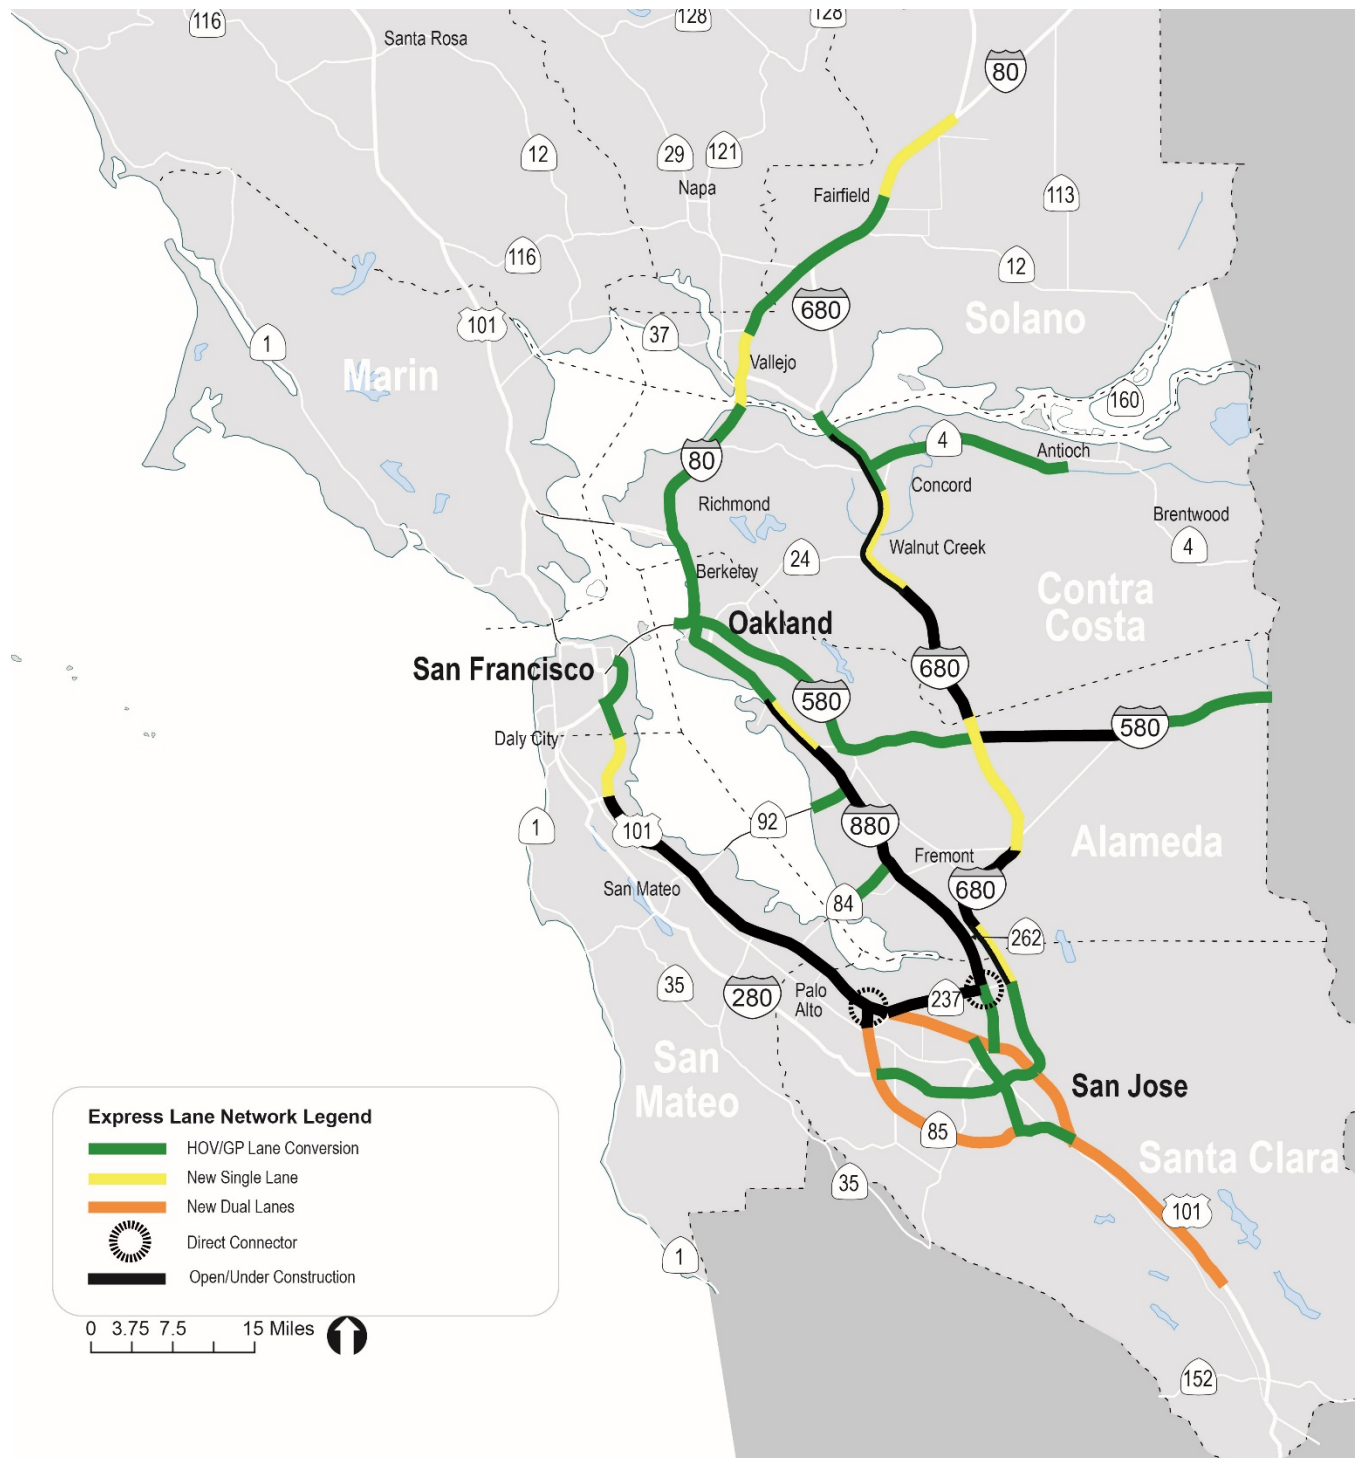 116
128
128
Santa Rosa
80
12
29
121
Napa
Fairfield
113
116
12
680
Solano
101
37
1
Marin
Vallejo
160
4
Antioch
80
Concord
Richmond
Brentwood
Walnut Creek
4
24
Berkeley
Contra
Costa
Oakland
San Francisco
680
580
580
Daly City
1
101
92
880
Alameda
Fremont
San Mateo
680
84
262
35
280
Palo
Alto
237
San
Mateo
San Jose
85
Santa Clara
35
101
1
152
Express Lane Network Legend
HOV/GP Lane Conversion
New Single Lane
New Dual Lanes
Direct Connector
Open/Under Construction
0 3.75 7.5 15 Miles